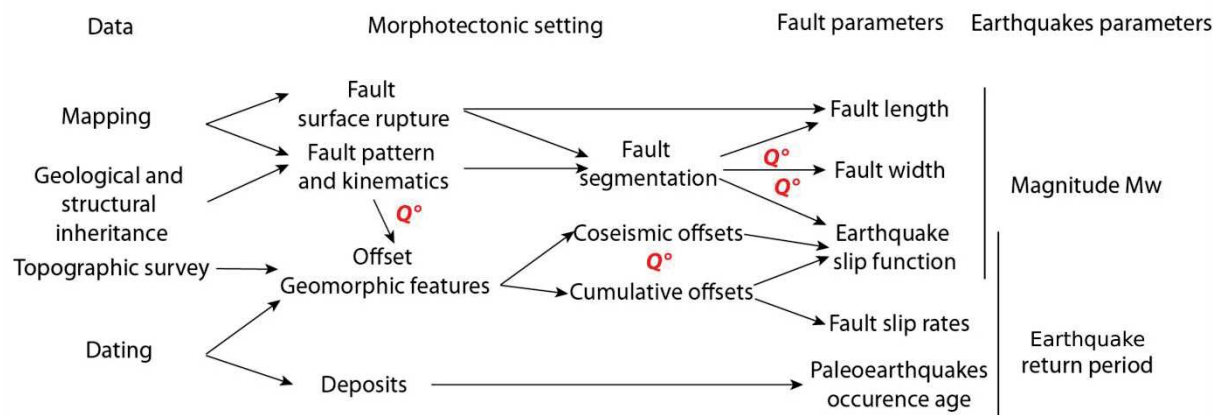 Data
Morphotectonic setting
Fault parameters
Earthquakes parameters
Mapping
Geological and
structural
inheritance
Topographic survey
Dating
Fault
surface rupture
Fault pattern
and kinematics
Q°
Offset
Geomorphic features
Deposits
Fault
segmentation
Q°
Q°
Coseismic offsets
Q°
Cumulative offsets
Fault length
Fault width
Earthquake
slip function
Fault slip rates
Paleoearthquakes
occurence age
Magnitude Mw
Earthquake
return period